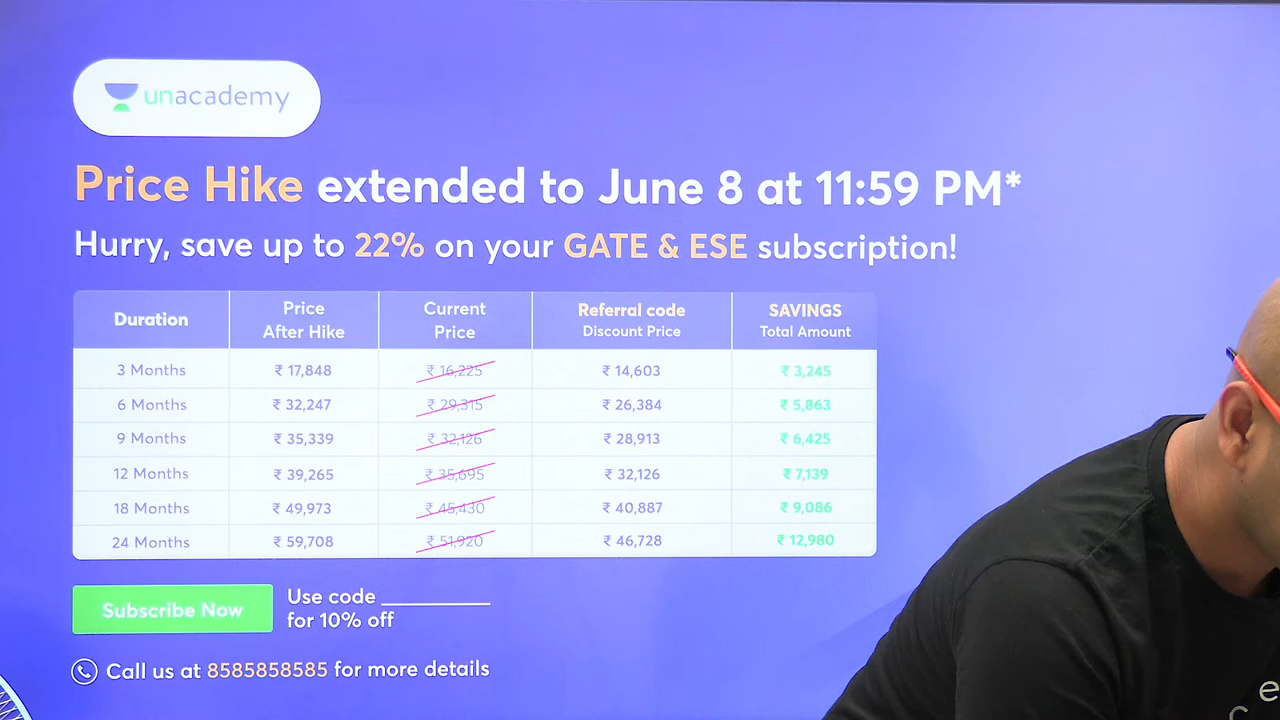 unacademy
Price Hike extended to June 8 at 11:59 PM*
Hurry, save up to 22% on your GATE & ESE subscription!
Duration Price After Hike Current Price Referral code Discount Price SAVINGS Total Amount
3 Months ₹ 17,848 ₹ 16,225 ₹ 14,603 ₹ 3,245
6 Months ₹ 32,247 ₹ 29,315 ₹ 26,384 ₹ 5,863
9 Months ₹ 35,339 ₹ 32,126 ₹ 28,913 ₹ 6,425
12 Months ₹ 39,265 ₹ 35,695 ₹ 32,126 ₹ 7,139
18 Months ₹ 49,973 ₹ 45,430 ₹ 40,887 ₹ 9,086
24 Months ₹ 59,708 ₹ 51,920 ₹ 46,728 ₹ 12,980
Subscribe Now
Use code __________
for 10% off
Call us at 8585858585 for more details